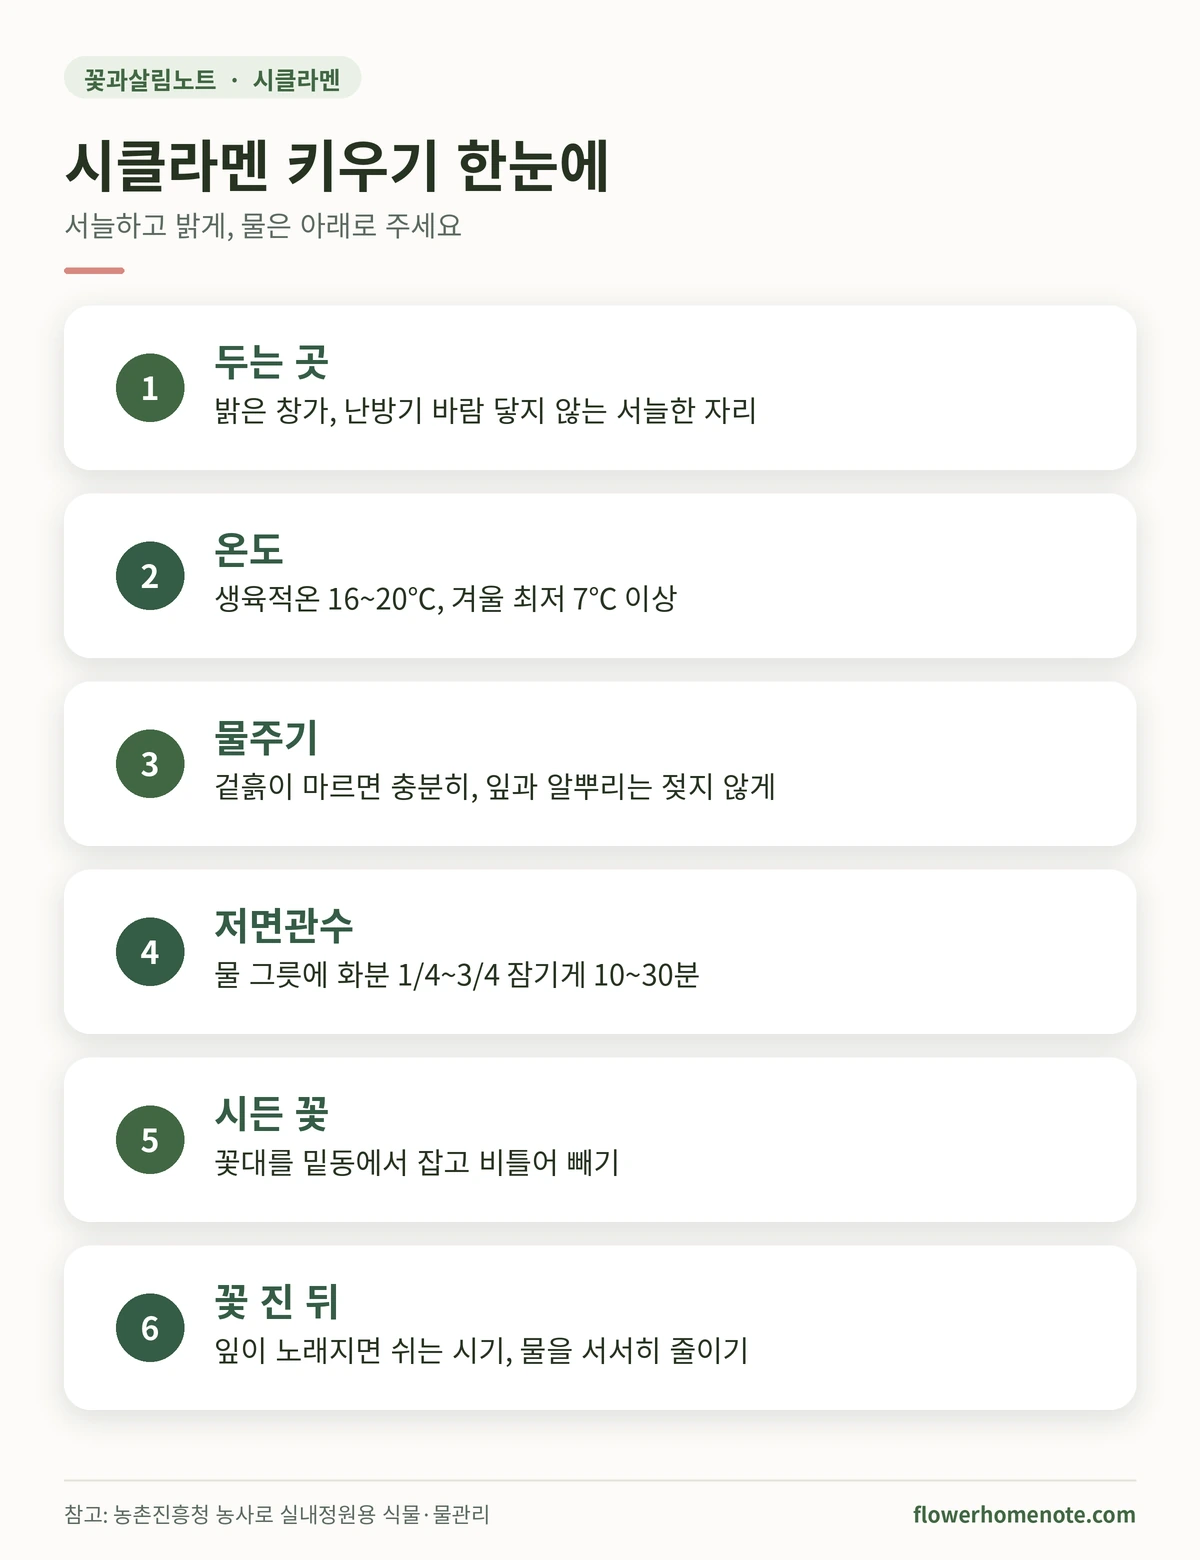 꽃과살림노트 · 시클라멘
시클라멘 키우기 한눈에
서늘하고 밝게, 물은 아래로 주세요
1
두는 곳
밝은 창가, 난방기 바람 닿지 않는 서늘한 자리
2
온도
생육적온 16~20°C, 겨울 최저 7°C 이상
3
물주기
겉흙이 마르면 충분히, 잎과 알뿌리는 젖지 않게
4
저면관수
물 그릇에 화분 1/4~3/4 잠기게 10~30분
5
시든 꽃
꽃대를 밑동에서 잡고 비틀어 빼기
6
꽃 진 뒤
잎이 노래지면 쉬는 시기, 물을 서서히 줄이기
참고: 농촌진흥청 농사로 실내정원용 식물·물관리
flowerhomenote.com